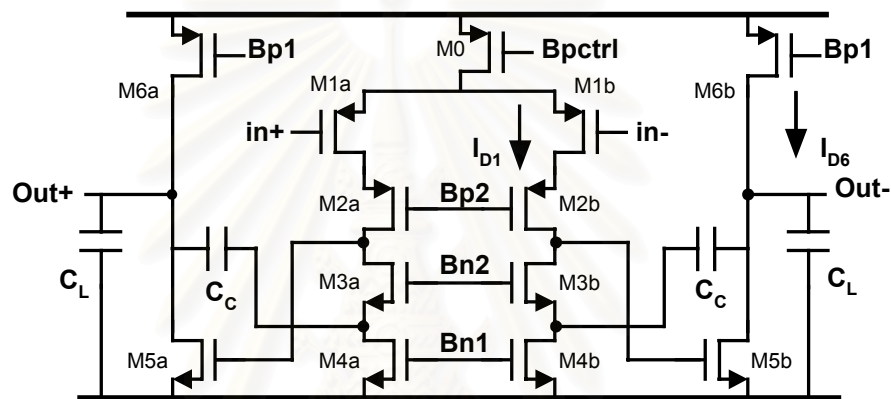 Bp1
M0
Bpctrl
Bp1
M6a
M1a
M1b
M6b
in+
in-
I_D1
I_D6
Out+
Out-
M2a
Bp2
M2b
C_L
C_C
M3a
Bn2
M3b
C_C
C_L
M5a
M4a
Bn1
M4b
M5b